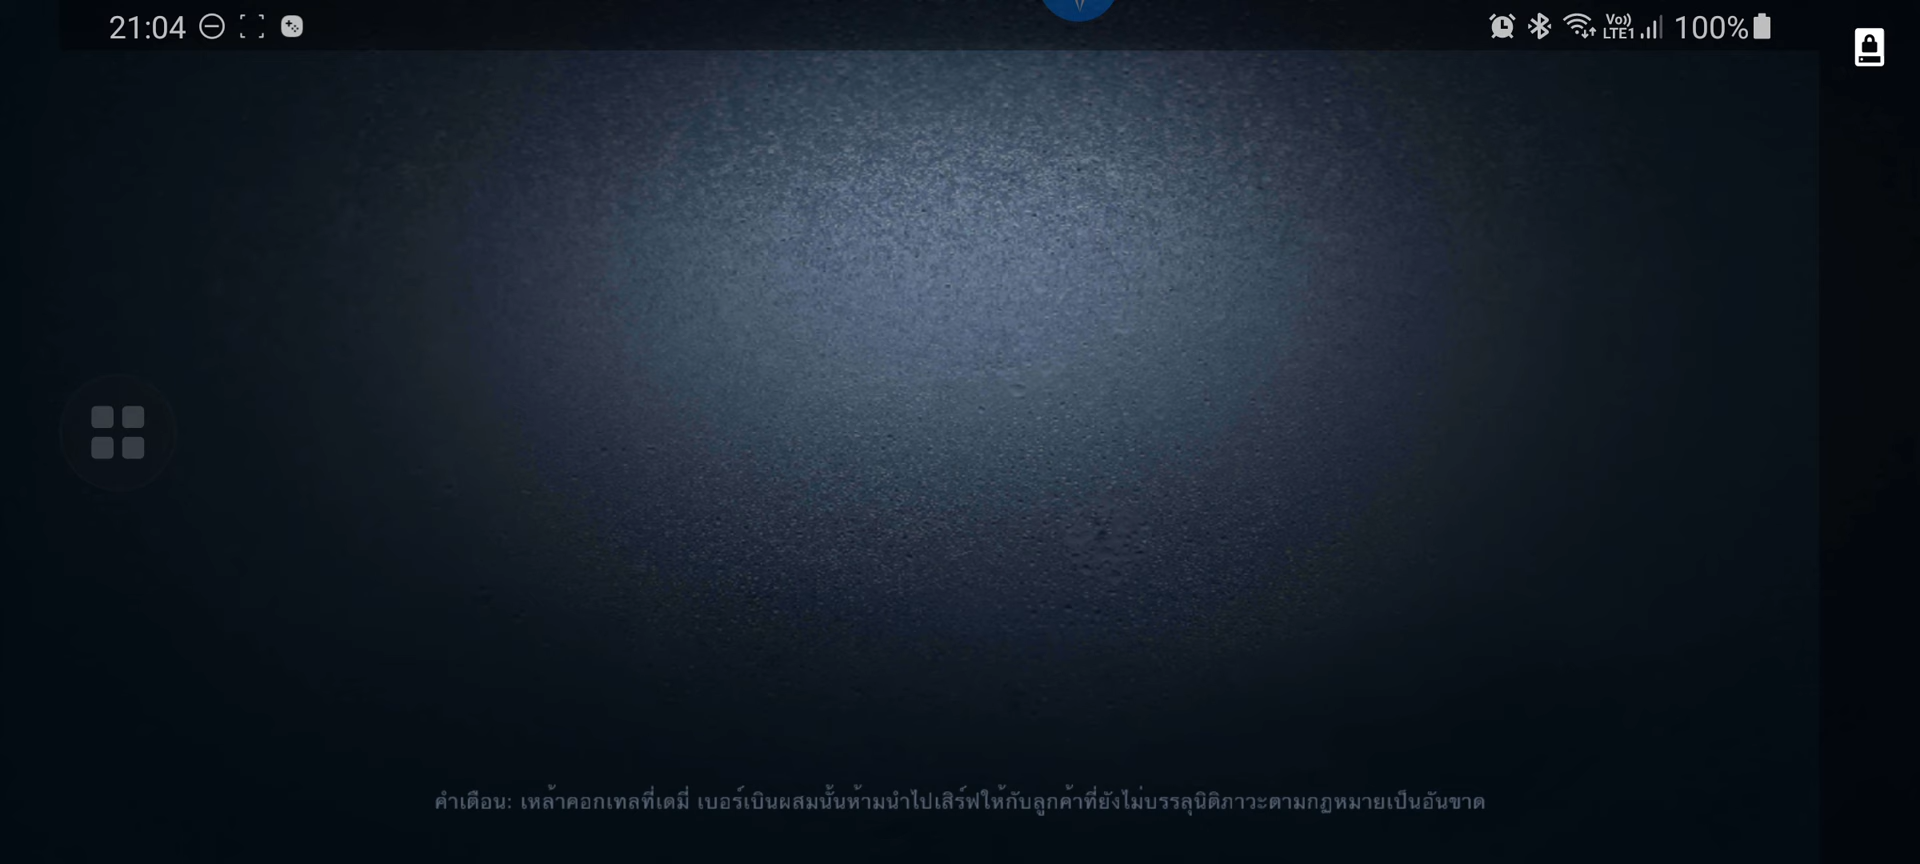 21:04
Vo)) LTE1 100%
คำเตือน: เหล้าคอกเทลที่เดมี่ เบอร์เบินผสมนั้นห้ามนำไปเสิร์ฟให้กับลูกค้าที่ยังไม่บรรลุนิติภาวะตามกฎหมายเป็นอันขาด